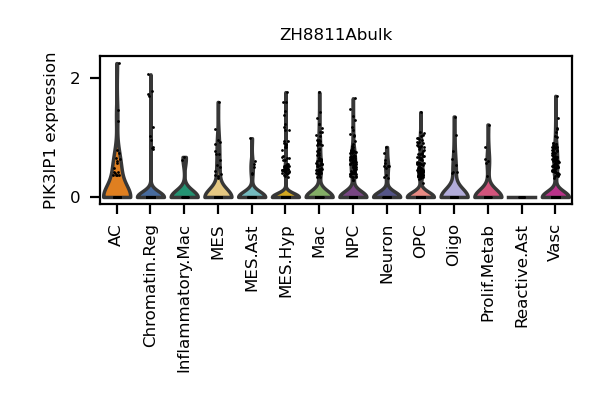 ZH8811Abulk
PIK3IP1 expression
2
0
AC
Chromatin.Reg
Inflammatory.Mac
MES
MES.Ast
MES.Hyp
Mac
NPC
Neuron
OPC
Oligo
Prolif.Metab
Reactive.Ast
Vasc